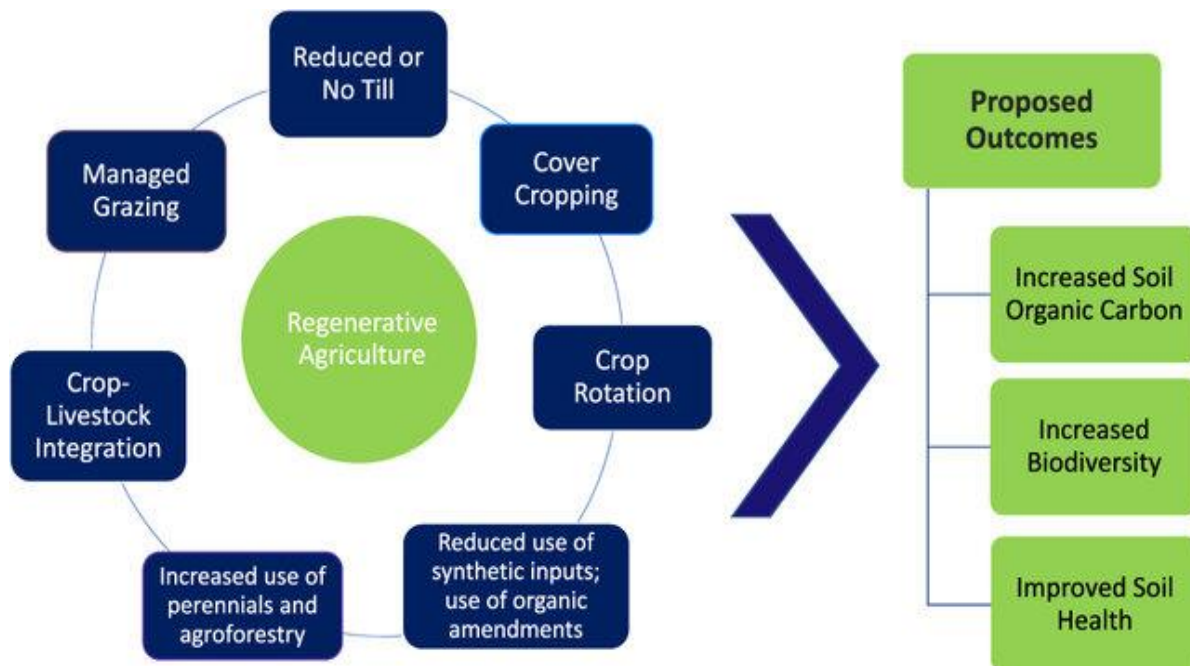 Reduced or
No Till
Cover
Cropping
Crop
Rotation
Reduced use of
synthetic inputs;
use of organic
amendments
Increased use of
perennials and
agroforestry
Crop-
Livestock
Integration
Managed
Grazing
Regenerative
Agriculture
Proposed
Outcomes
Increased Soil
Organic Carbon
Increased
Biodiversity
Improved Soil
Health